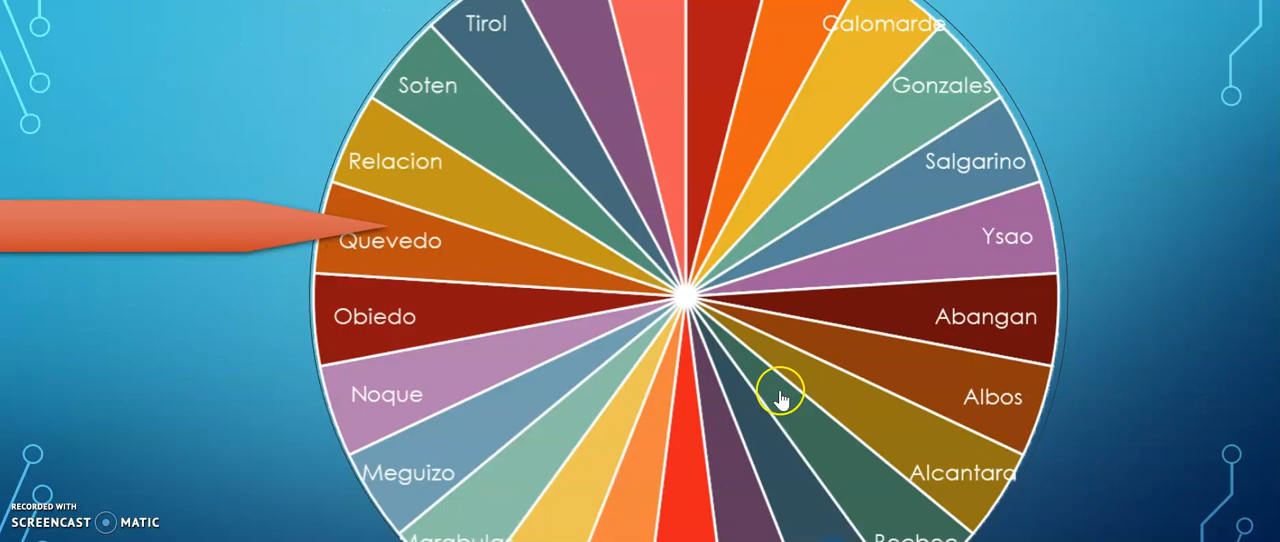 Tirol
Calomarde
Soten
Gonzales
Relacion
Salgarino
Quevedo
Ysao
Obiedo
Abangan
Noque
Albos
Meguizo
Alcantara
RECORDED WITH
SCREENCAST MATIC